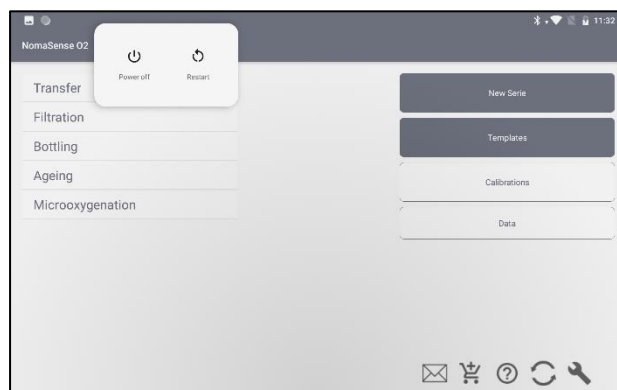 11:32
NomaSense O2
Power off
Restart
Transfer
Filtration
Bottling
Ageing
Microoxygenation
New Serie
Templates
Calibrations
Data